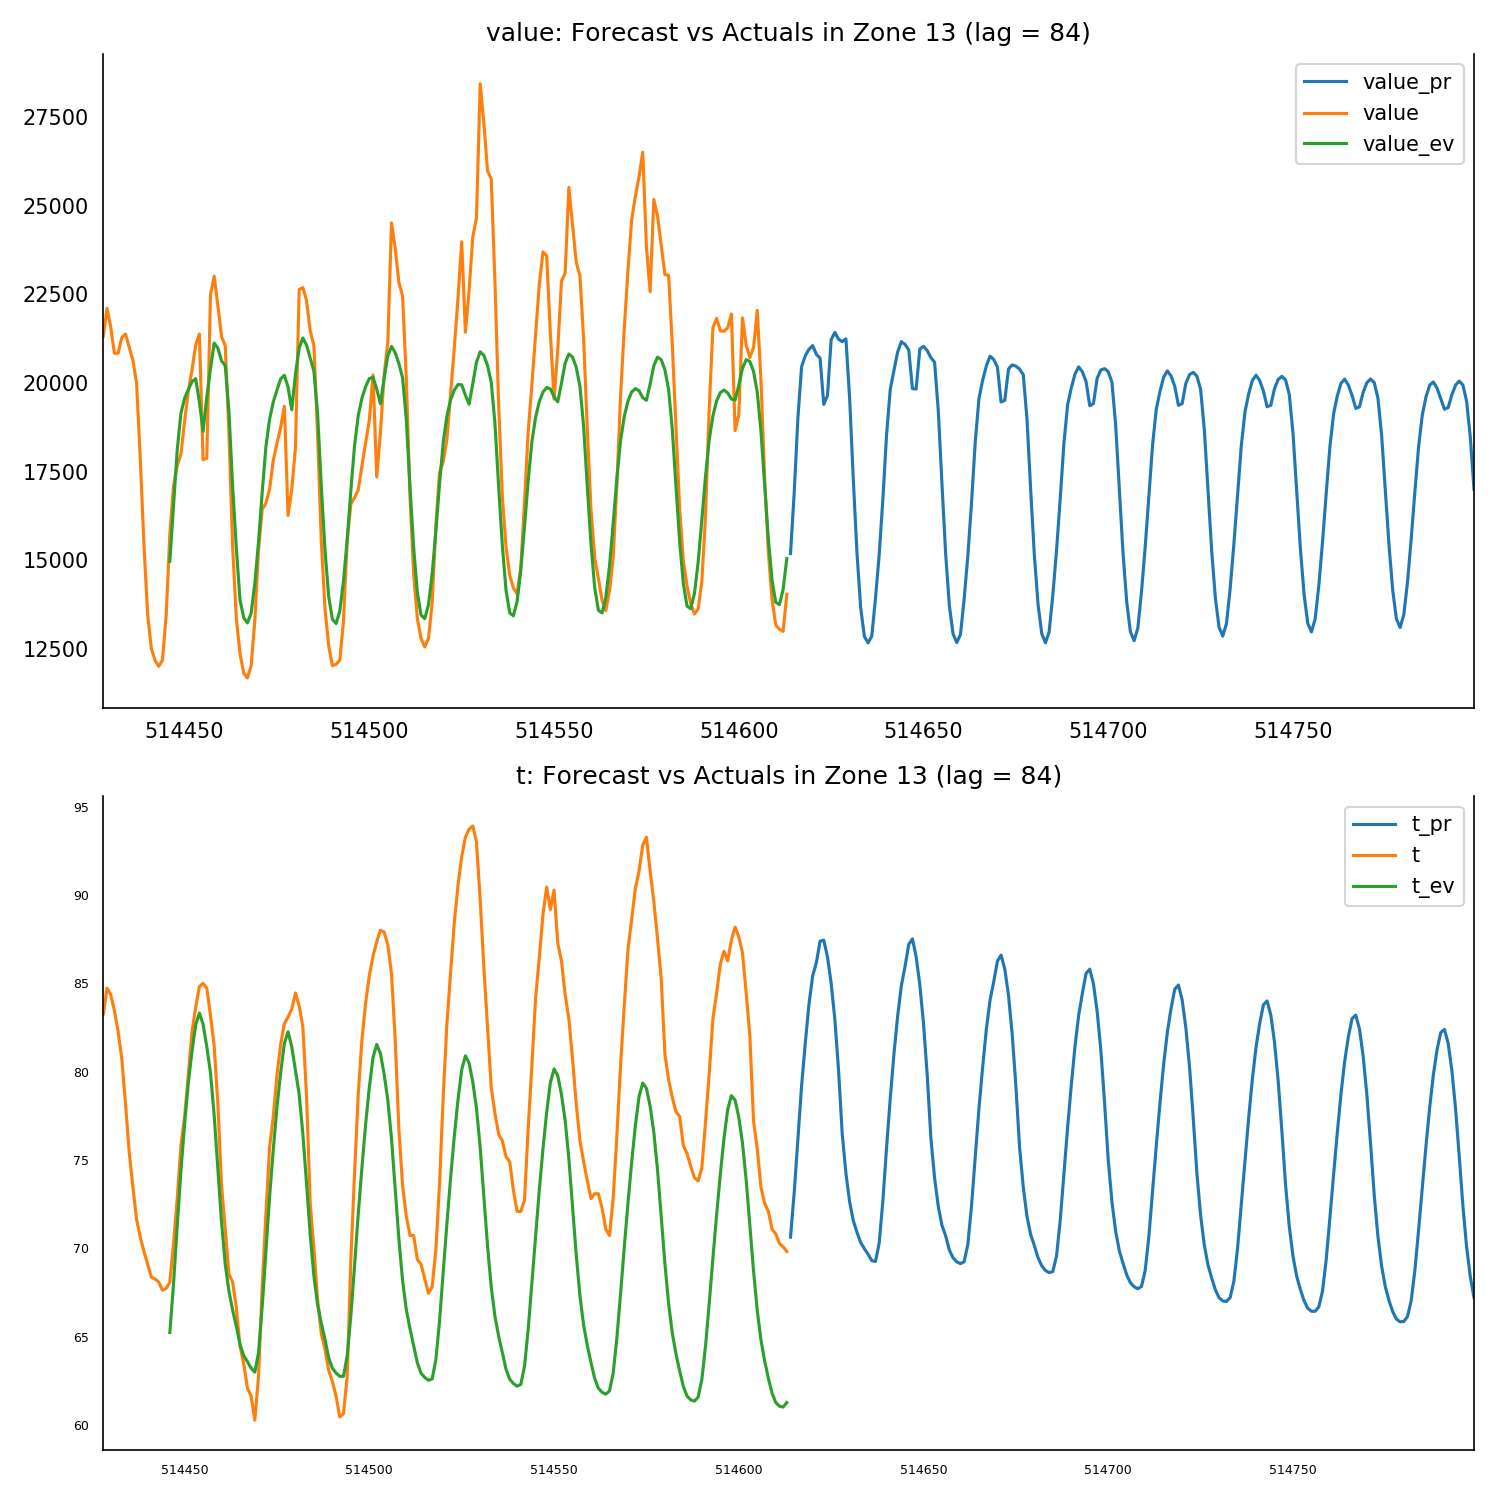 value: Forecast vs Actuals in Zone 13 (lag = 84)
value_pr
value
value_ev
27500
25000
22500
20000
17500
15000
12500
514450 514500 514550 514600 514650 514700 514750
t: Forecast vs Actuals in Zone 13 (lag = 84)
t_pr
t
t_ev
95
90
85
80
75
70
65
60
514450 514500 514550 514600 514650 514700 514750